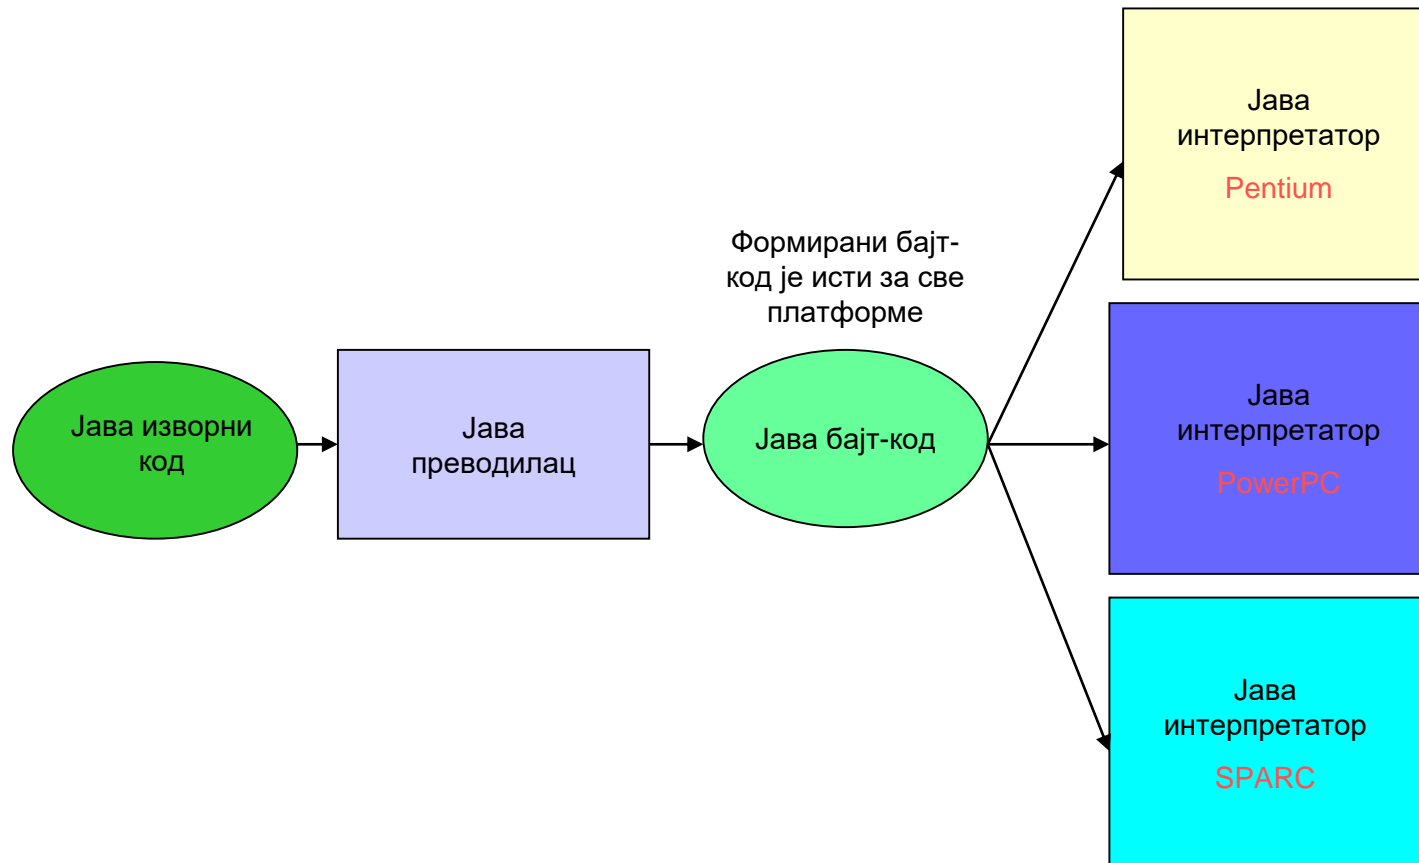 Јава изворни
код
Јава
преводилац
Формирани бајт-
код је исти за све
платформе
Јава бајт-код
Јава
интерпретатор
Pentium
Јава
интерпретатор
PowerPC
Јава
интерпретатор
SPARC